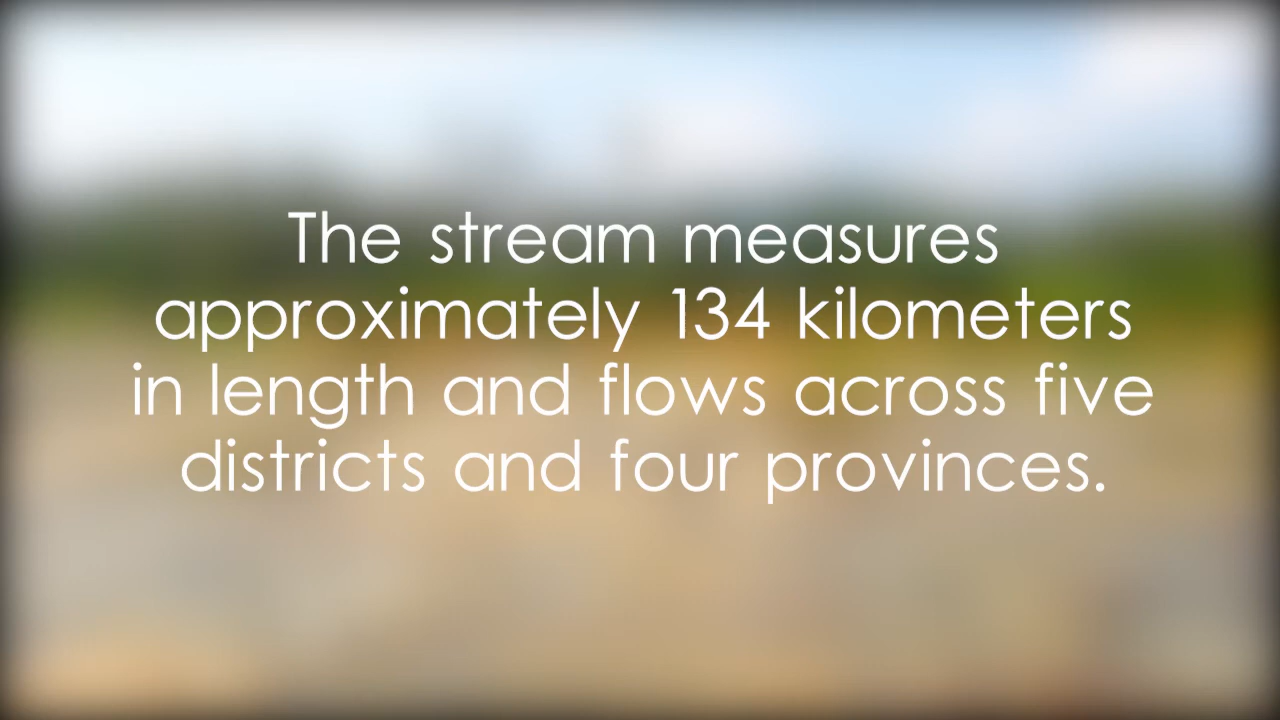 The stream measures
approximately 134 kilometers
in length and flows across five
districts and four provinces.